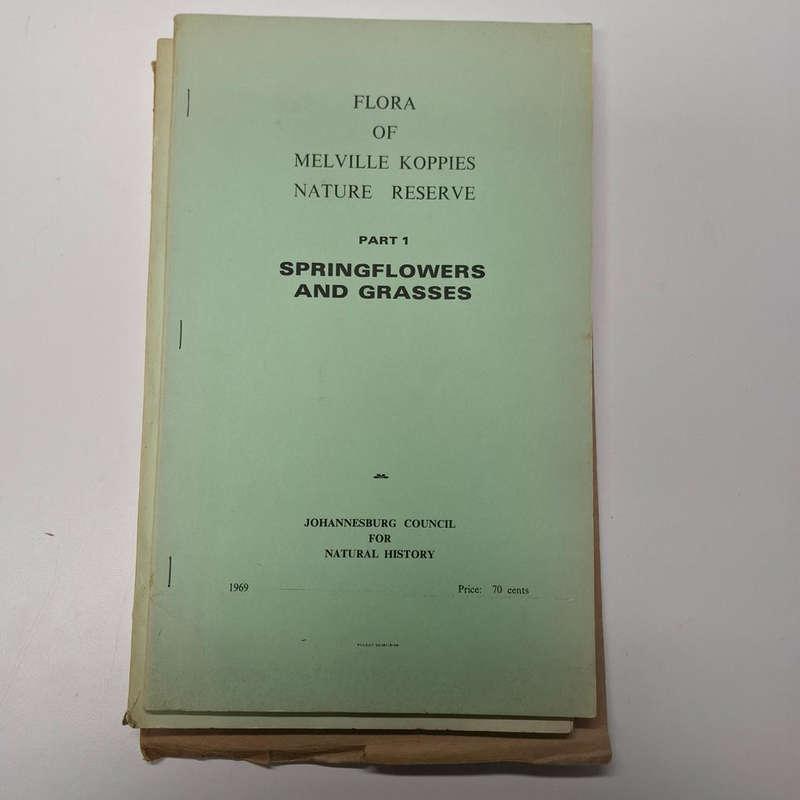 FLORA
OF
MELVILLE KOPPIES
NATURE RESERVE
PART 1
SPRINGFLOWERS
AND GRASSES
JOHANNESBURG COUNCIL
FOR
NATURAL HISTORY
1969 Price: 70 cents